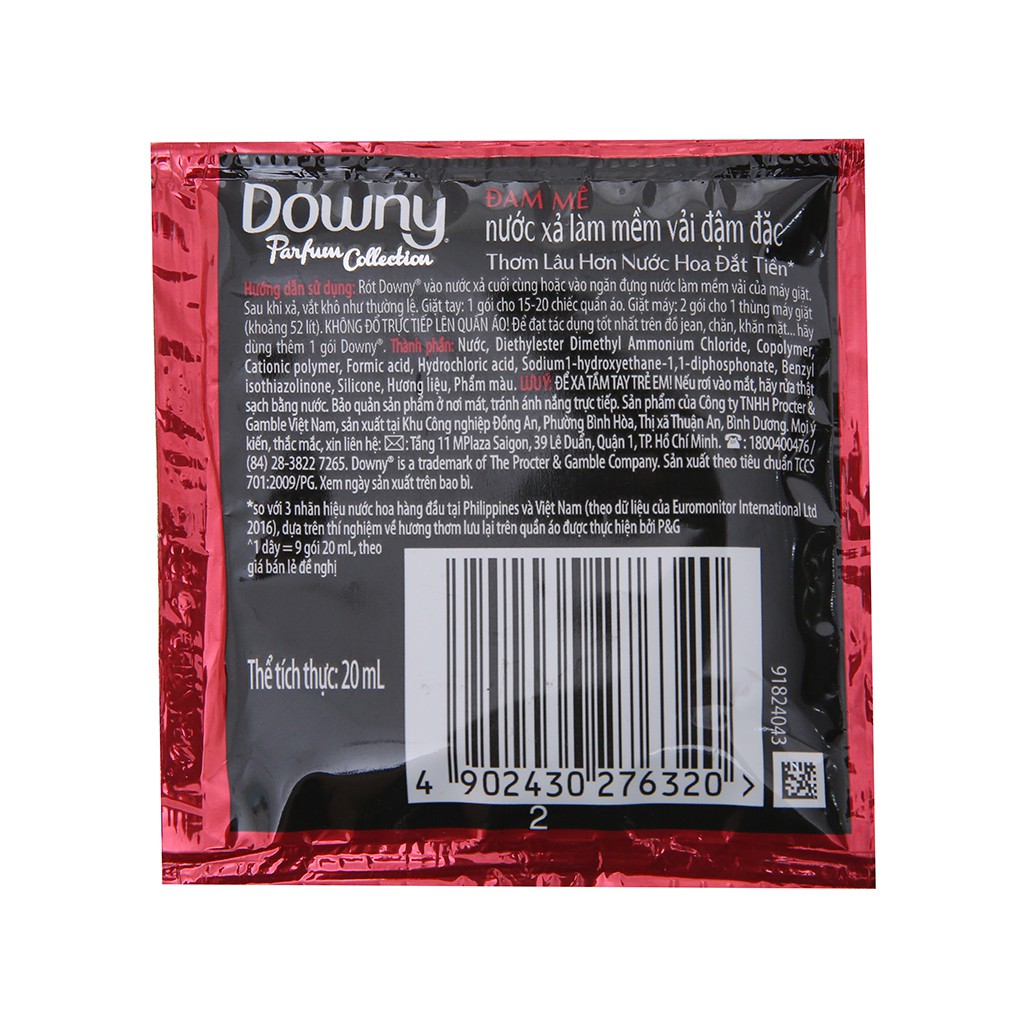 Downy
Parfum Collection
ĐAM MÊ
nước xả làm mềm vải đậm đặc
Thơm Lâu Hơn Nước Hoa Đắt Tiền*
Hướng dẫn sử dụng: Rót Downy® vào nước xả cuối cùng hoặc vào ngăn đựng nước làm mềm vải của máy giặt.
Sau khi xả, vắt khô như thường lệ. Giặt tay: 1 gói cho 15-20 chiếc quần áo. Giặt máy: 2 gói cho 1 thùng máy giặt
(khoảng 52 lít). KHÔNG ĐỔ TRỰC TIẾP LÊN QUẦN ÁO! Để đạt tác dụng tốt nhất trên đồ jean, chăn, khăn mặt... hãy
dùng thêm 1 gói Downy®. Thành phần: Nước, Diethylester Dimethyl Ammonium Chloride, Copolymer,
Cationic polymer, Formic acid, Hydrochloric acid, Sodium1-hydroxyethane-1,1-diphosphonate, Benzyl
isothiazolinone, Silicone, Hương liệu, Phẩm màu. LƯU Ý: ĐỂ XA TẦM TAY TRẺ EM! Nếu rơi vào mắt, hãy rửa thật
sạch bằng nước. Bảo quản sản phẩm ở nơi mát, tránh ánh nắng trực tiếp. Sản phẩm của Công ty TNHH Procter &
Gamble Việt Nam, sản xuất tại Khu Công nghiệp Đồng An, Phường Bình Hòa, Thị xã Thuận An, Bình Dương. Mọi ý
kiến, thắc mắc, xin liên hệ: ✉: Tầng 11 MPlaza Saigon, 39 Lê Duẩn, Quận 1, TP. Hồ Chí Minh. ☎: 1800400476 /
(84) 28-3822 7265. Downy® is a trademark of The Procter & Gamble Company. Sản xuất theo tiêu chuẩn TCCS
701:2009/PG. Xem ngày sản xuất trên bao bì.
*so với 3 nhãn hiệu nước hoa hàng đầu tại Philippines và Việt Nam (theo dữ liệu của Euromonitor International Ltd
2016), dựa trên thí nghiệm về hương thơm lưu lại trên quần áo được thực hiện bởi P&G
^1 dây = 9 gói 20 mL, theo
giá bán lẻ đề nghị
Thể tích thực: 20 mL
91824043
4 902430 276320 >
2